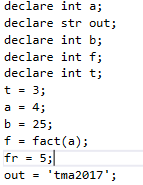 declare int a;
declare str out;
declare int b;
declare int f;
declare int t;
t = 3;
a = 4;
b = 25;
f = fact(a);
fr = 5;
out = 'tma2017';